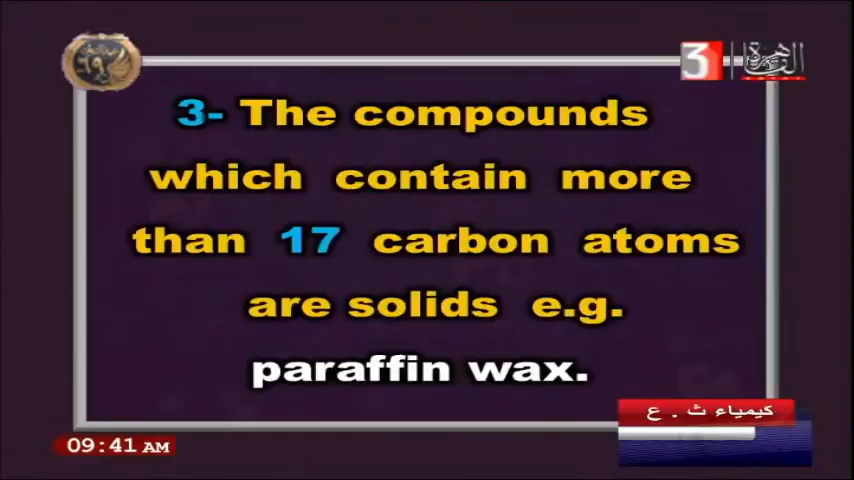 3
القاهرة
3- The compounds
which contain more
than 17 carbon atoms
are solids e.g.
paraffin wax.
كيمياء ث . ع
09:41 AM